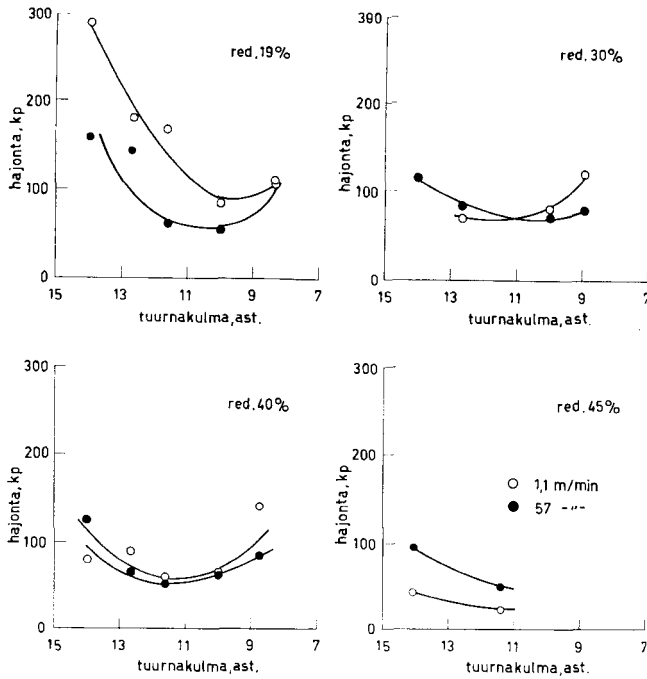 300
200
100
0
hajonta, kp
red. 19%
15 13 11 9 7
tuurnakulma, ast.
300
200
100
0
hajonta, kp
red. 30%
15 13 11 9 7
tuurnakulma, ast.
300
200
100
0
hajonta, kp
red. 40%
15 13 11 9 7
tuurnakulma, ast.
300
200
100
0
hajonta, kp
red. 45%
1,1 m/min
57 -"-
15 13 11 9 7
tuurnakulma, ast.